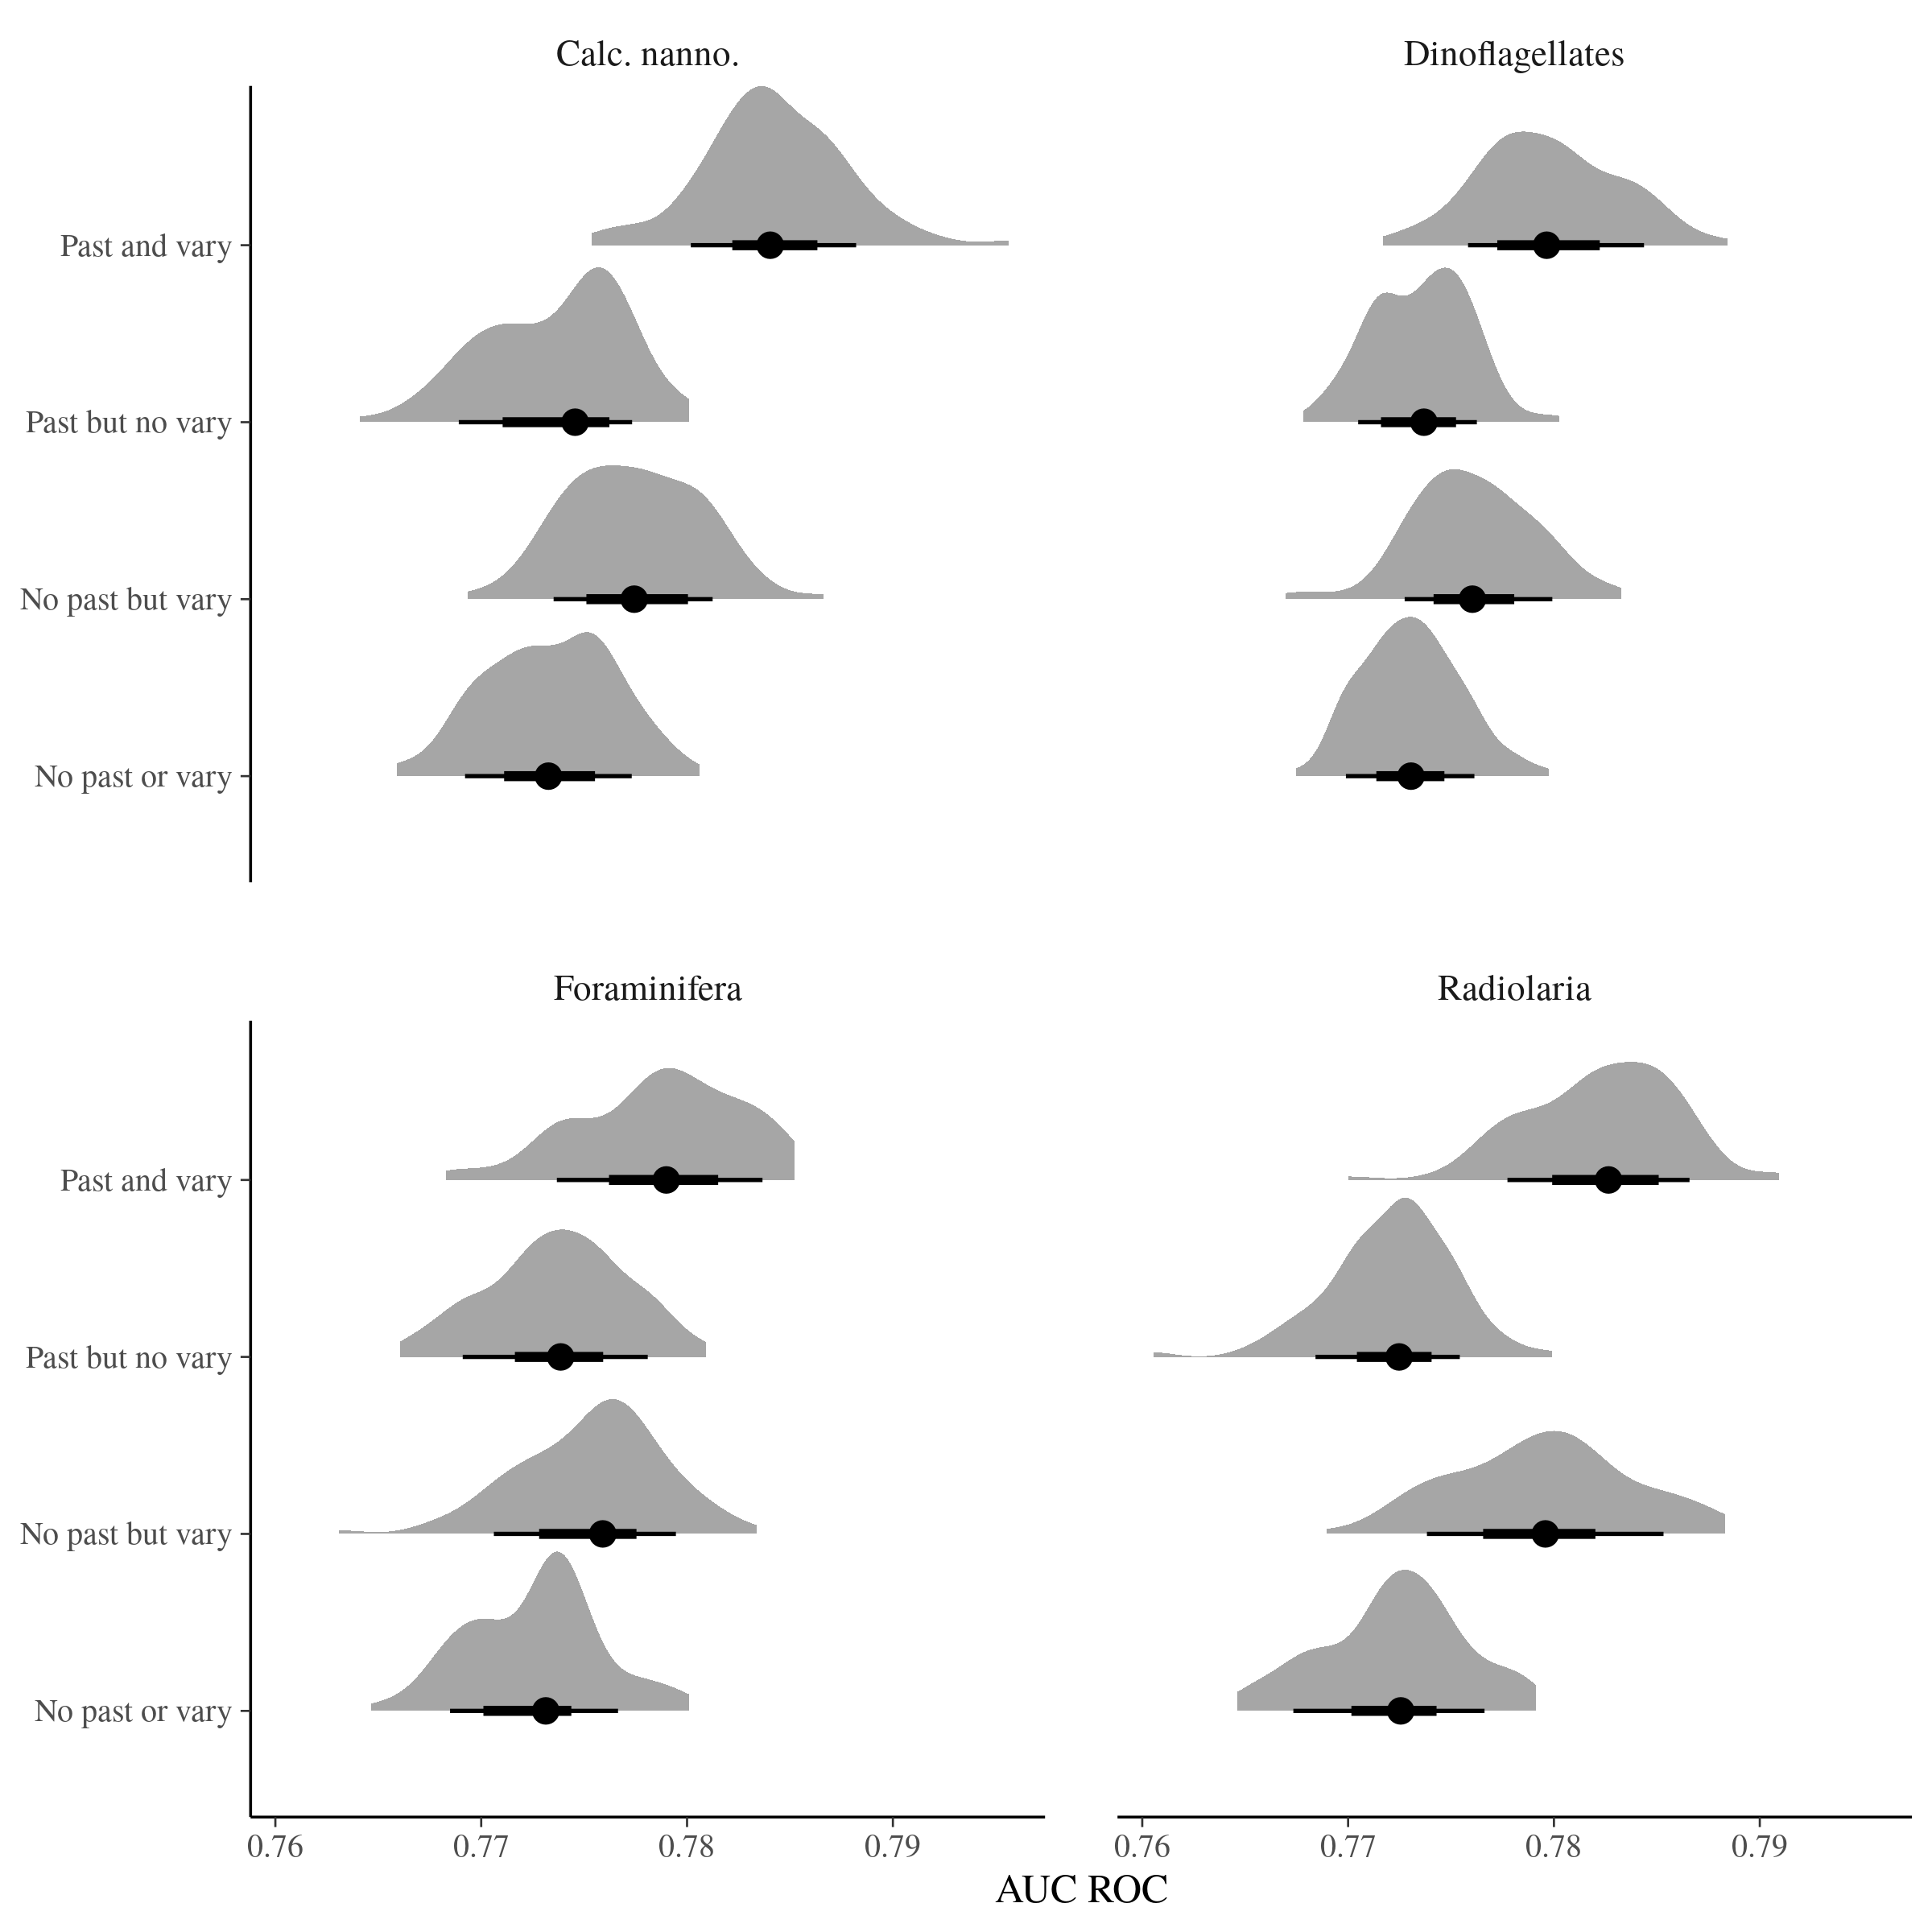 Calc. nanno.
Dinoflagellates
Past and vary
Past but no vary
No past but vary
No past or vary
Foraminifera
Radiolaria
Past and vary
Past but no vary
No past but vary
No past or vary
0.76 0.77 0.78 0.79 0.76 0.77 0.78 0.79
AUC ROC